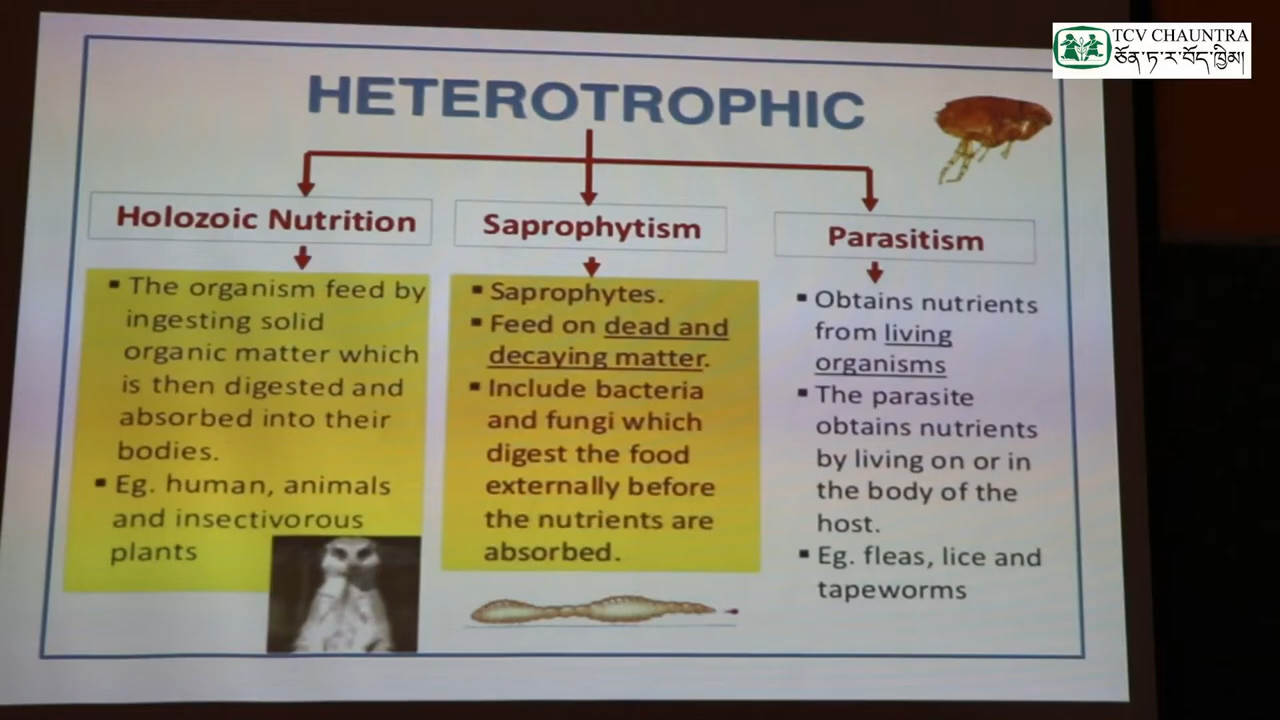 TCV CHAUNTRA
ཅོན་ཏ་ར་བོད་ཁྱིམ།
HETEROTROPHIC
Holozoic Nutrition
▪ The organism feed by
ingesting solid
organic matter which
is then digested and
absorbed into their
bodies.
▪ Eg. human, animals
and insectivorous
plants
Saprophytism
▪ Saprophytes.
▪ Feed on dead and
decaying matter.
▪ Include bacteria
and fungi which
digest the food
externally before
the nutrients are
absorbed.
Parasitism
▪ Obtains nutrients
from living
organisms
▪ The parasite
obtains nutrients
by living on or in
the body of the
host.
▪ Eg. fleas, lice and
tapeworms